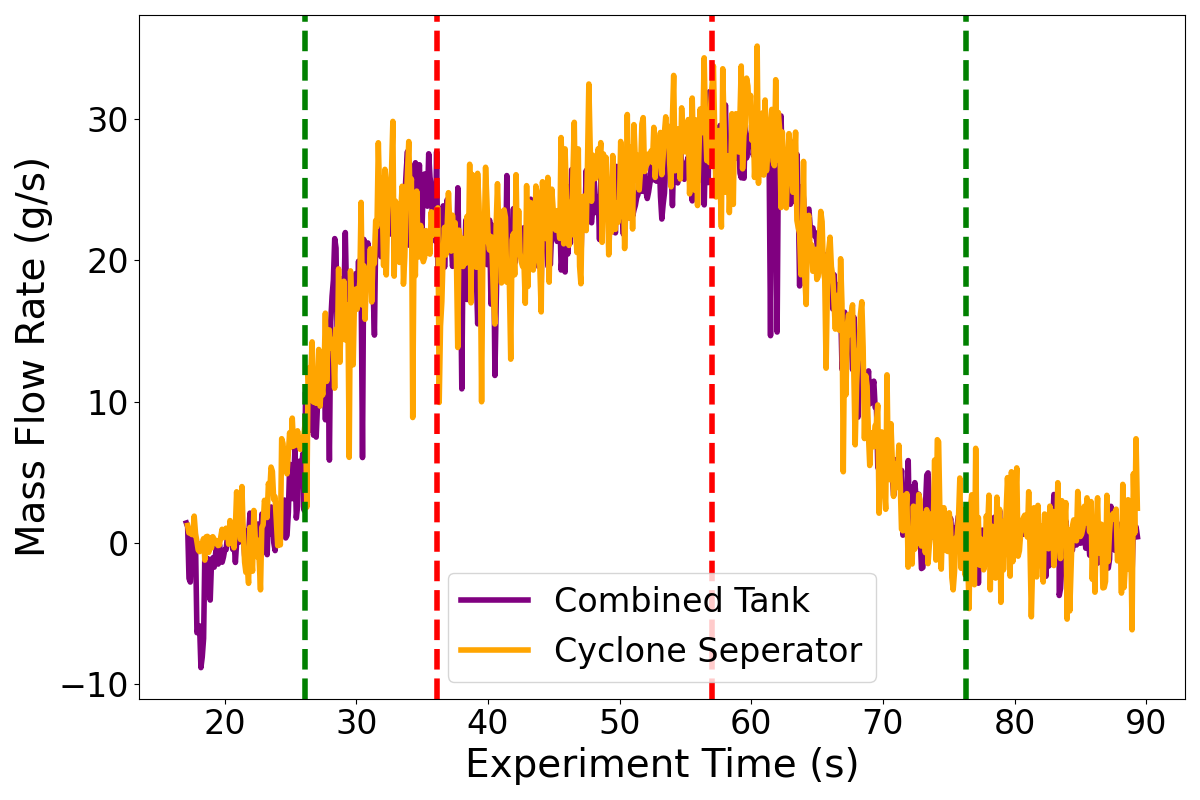 Mass Flow Rate (g/s)
30
20
10
0
−10
Combined Tank
Cyclone Seperator
20 30 40 50 60 70 80 90
Experiment Time (s)